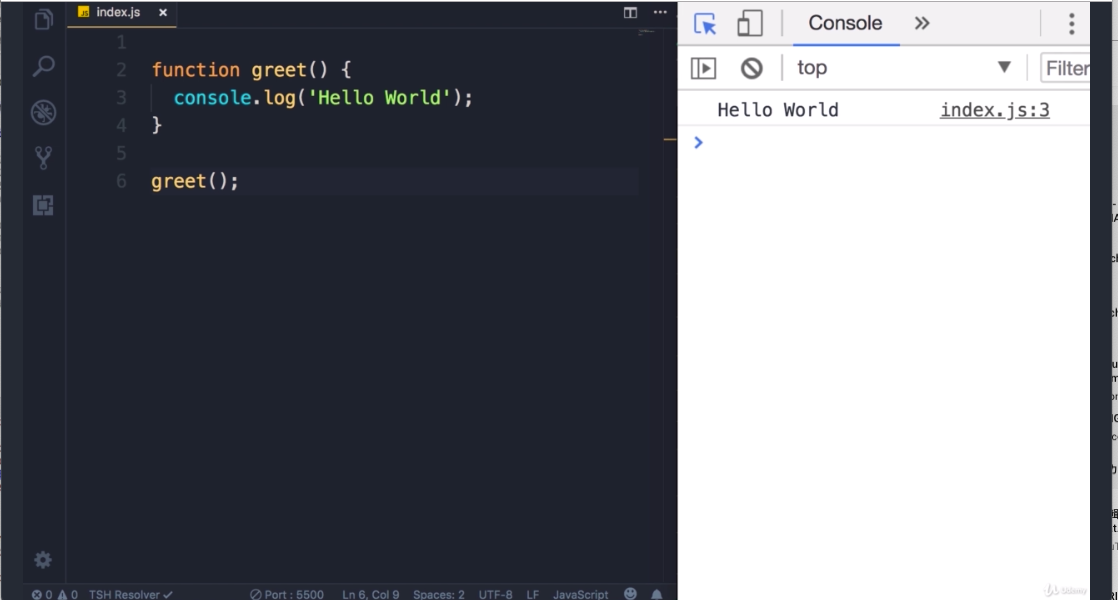 index.js
1
2 function greet() {
3 console.log('Hello World');
4 }
5
6 greet();
0 0 TSH Resolver Port : 5500 Ln 6, Col 9 Spaces: 2 UTF-8 LF JavaScript
Console
top Filter
Hello World index.js:3
Udemy